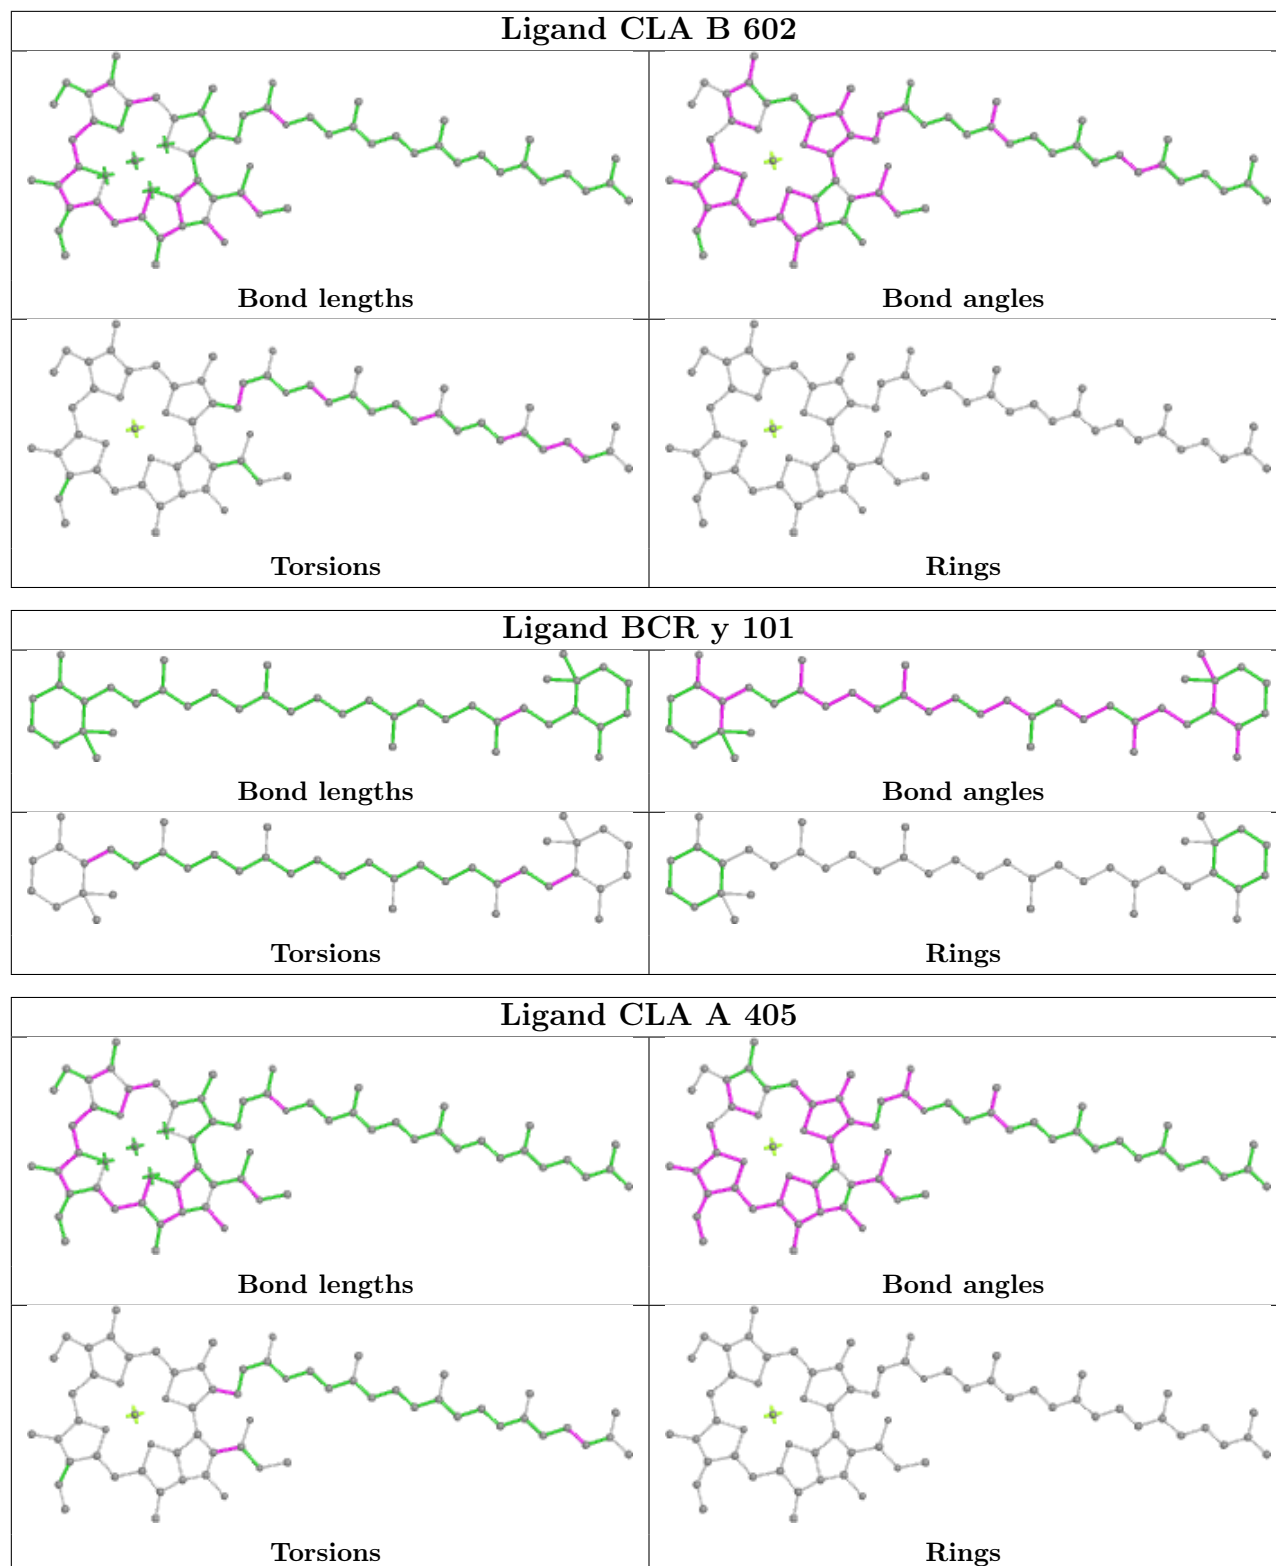 Ligand CLA B 602
Bond lengths
Bond angles
Torsions
Rings
Ligand BCR y 101
Bond lengths
Bond angles
Torsions
Rings
Ligand CLA A 405
Bond lengths
Bond angles
Torsions
Rings